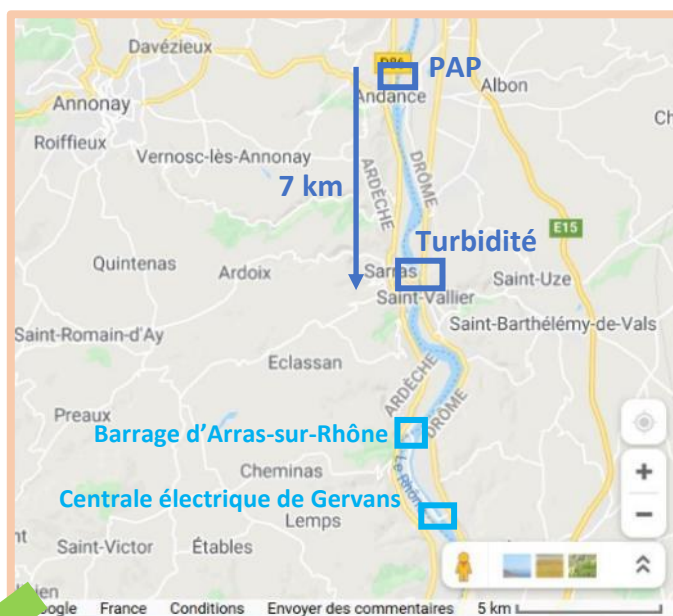 Davézieux
D86
PAP
Andance
Albon
Annonay
Roiffieux
Vernosc-lès-Annonay
ARDÈCHE
DRÔME
7 km
E15
Turbidité
Quintenas
Ardoix
Sarras
Saint-Uze
Saint-Vallier
Saint-Romain-d'Ay
Saint-Barthélemy-de-Vals
Eclassan
ARDÈCHE
DRÔME
Preaux
Barrage d'Arras-sur-Rhône
Le Rhône
Cheminas
Centrale électrique de Gervans
Lemps
Saint-Victor
Étables
France Conditions Envoyer des commentaires 5 km